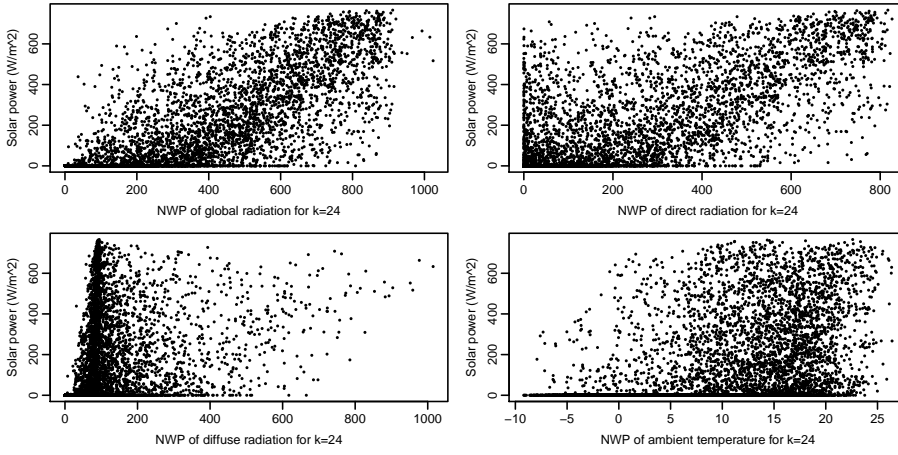 Solar power (W/m^2)
0 200 400 600
0 200 400 600 800 1000
NWP of global radiation for k=24
Solar power (W/m^2)
0 200 400 600
0 200 400 600 800
NWP of direct radiation for k=24
Solar power (W/m^2)
0 200 400 600
0 200 400 600 800 1000
NWP of diffuse radiation for k=24
Solar power (W/m^2)
0 200 400 600
−10 −5 0 5 10 15 20 25
NWP of ambient temperature for k=24